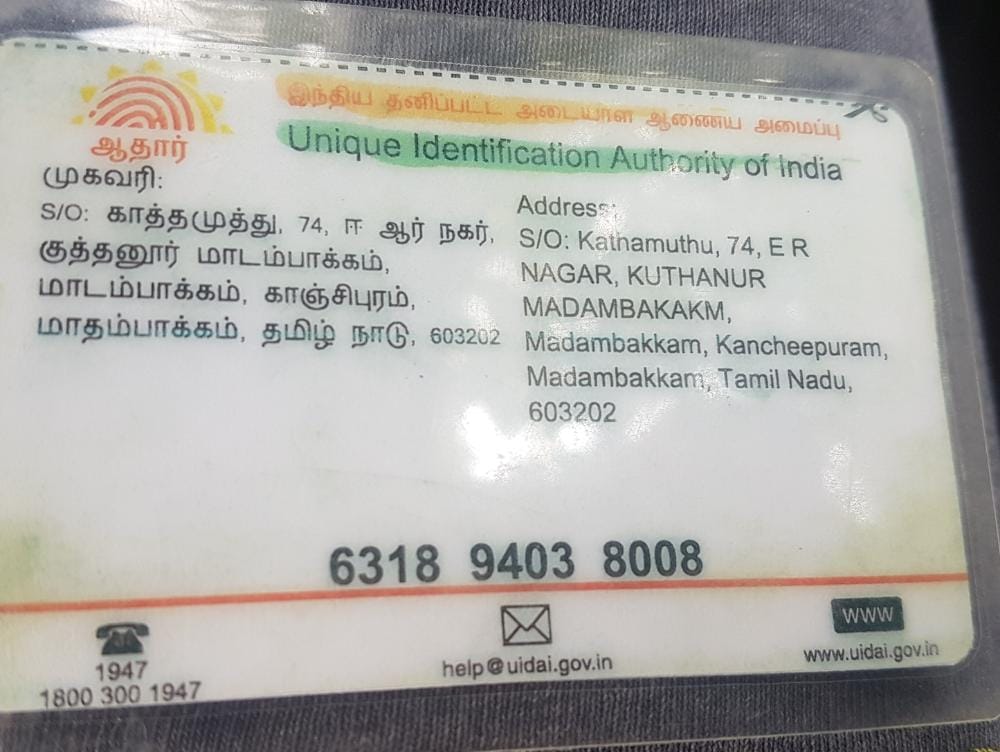 இந்திய தனிப்பட்ட அடையாள ஆணைய அமைப்பு
Unique Identification Authority of India
ஆதார்
முகவரி:
S/O: காத்தமுத்து, 74, ஈ ஆர் நகர்,
குத்தனூர் மாடம்பாக்கம்,
மாடம்பாக்கம், காஞ்சிபுரம்,
மாதம்பாக்கம், தமிழ் நாடு, 603202
Address:
S/O: Kathamuthu, 74, E R
NAGAR, KUTHANUR
MADAMBAKAKM,
Madambakkam, Kancheepuram,
Madambakkam, Tamil Nadu,
603202
6318 9403 8008
1947
1800 300 1947
help@uidai.gov.in
WWW
www.uidai.gov.in